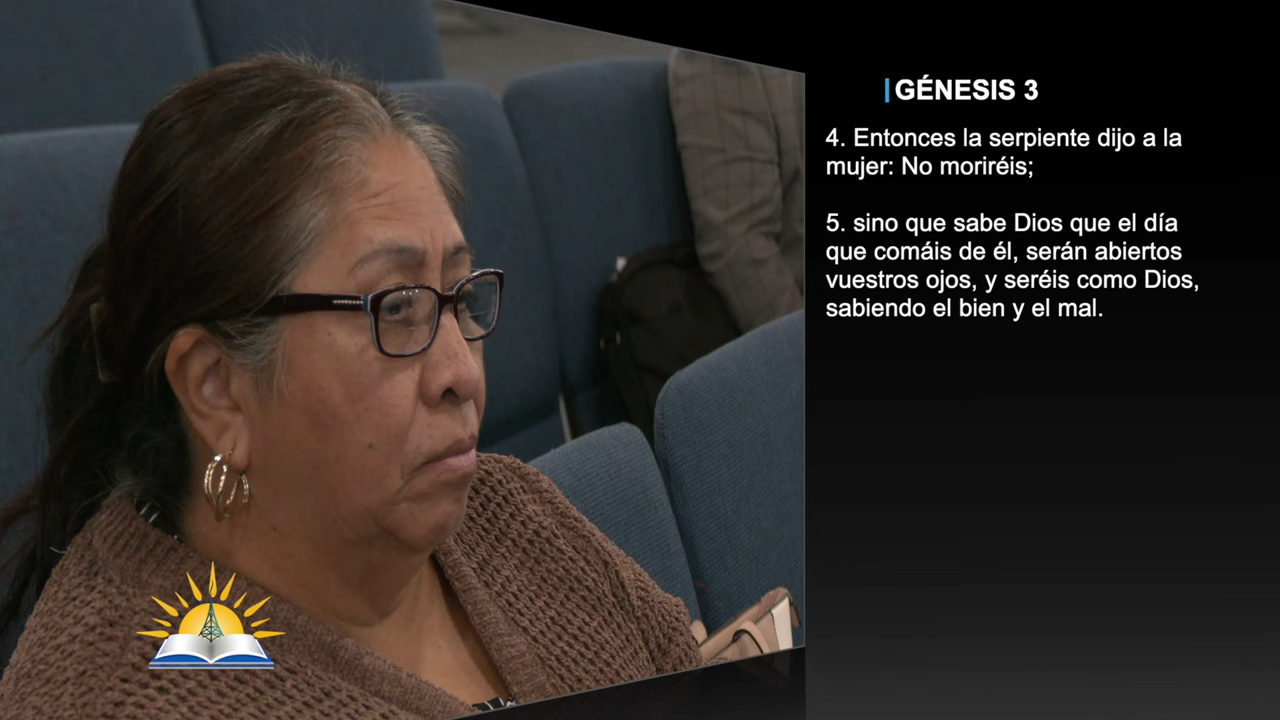 GÉNESIS 3
4. Entonces la serpiente dijo a la
mujer: No moriréis;
5. sino que sabe Dios que el día
que comáis de él, serán abiertos
vuestros ojos, y seréis como Dios,
sabiendo el bien y el mal.